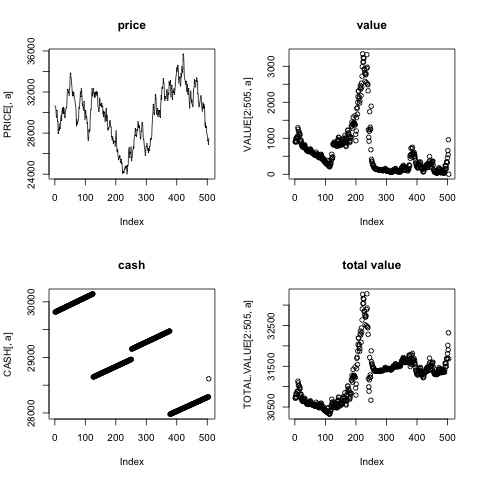 price
PRICE[, a]
24000 28000 32000 36000
0 100 200 300 400 500
Index
value
VALUE[2:505, a]
0 1000 2000 3000
0 100 200 300 400 500
Index
cash
CASH[, a]
28000 29000 30000
0 100 200 300 400 500
Index
total value
TOTAL.VALUE[2:505, a]
30500 31500 32500
0 100 200 300 400 500
Index